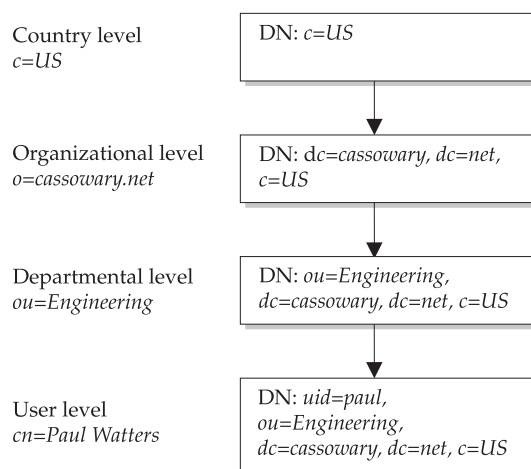 Country level
c=US
DN: c=US
Organizational level
o=cassowary.net
DN: dc=cassowary, dc=net,
c=US
Departmental level
ou=Engineering
DN: ou=Engineering,
dc=cassowary, dc=net, c=US
User level
cn=Paul Watters
DN: uid=paul,
ou=Engineering,
dc=cassowary, dc=net, c=US